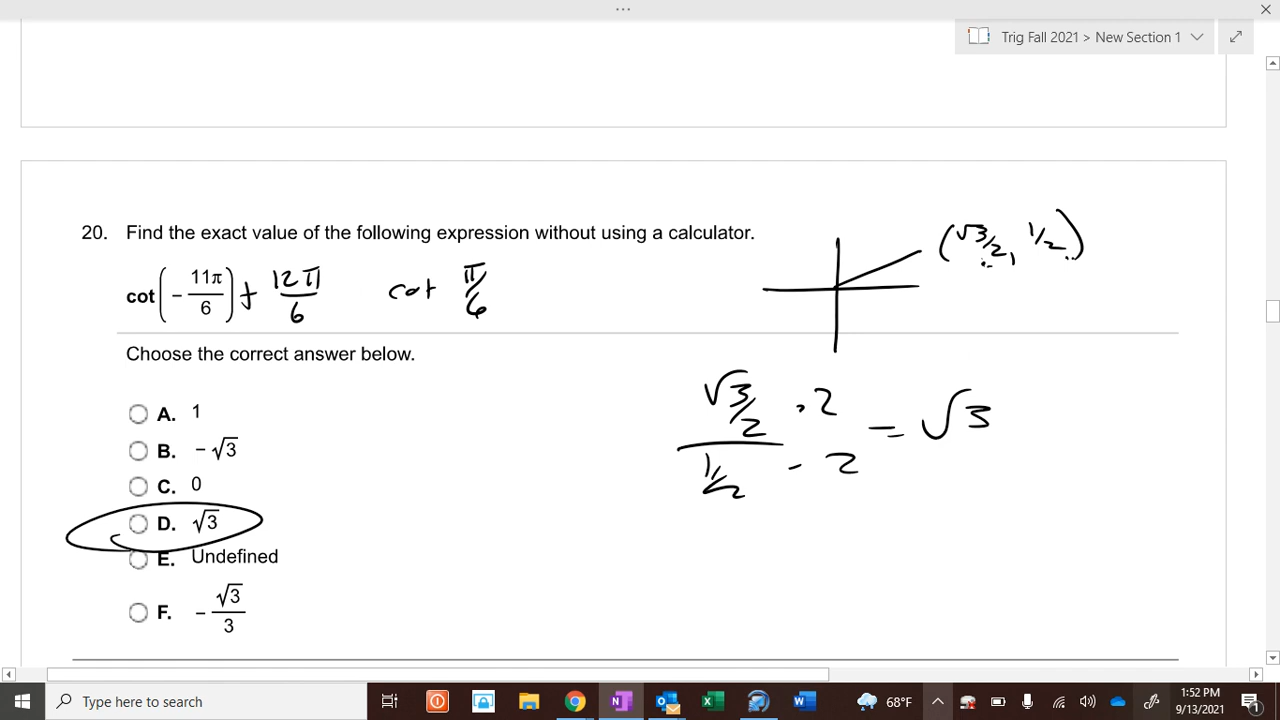 Trig Fall 2021 > New Section 1
20. Find the exact value of the following expression without using a calculator.
(√3/2, 1/2)
cot(-11π/6) + 12π/6 cot π/6
Choose the correct answer below.
√3/2 · 2
1/2 - 2
= √3
A. 1
B. -√3
C. 0
D. √3
E. Undefined
F. -√3/3
Type here to search
68°F
1:52 PM
9/13/2021
1